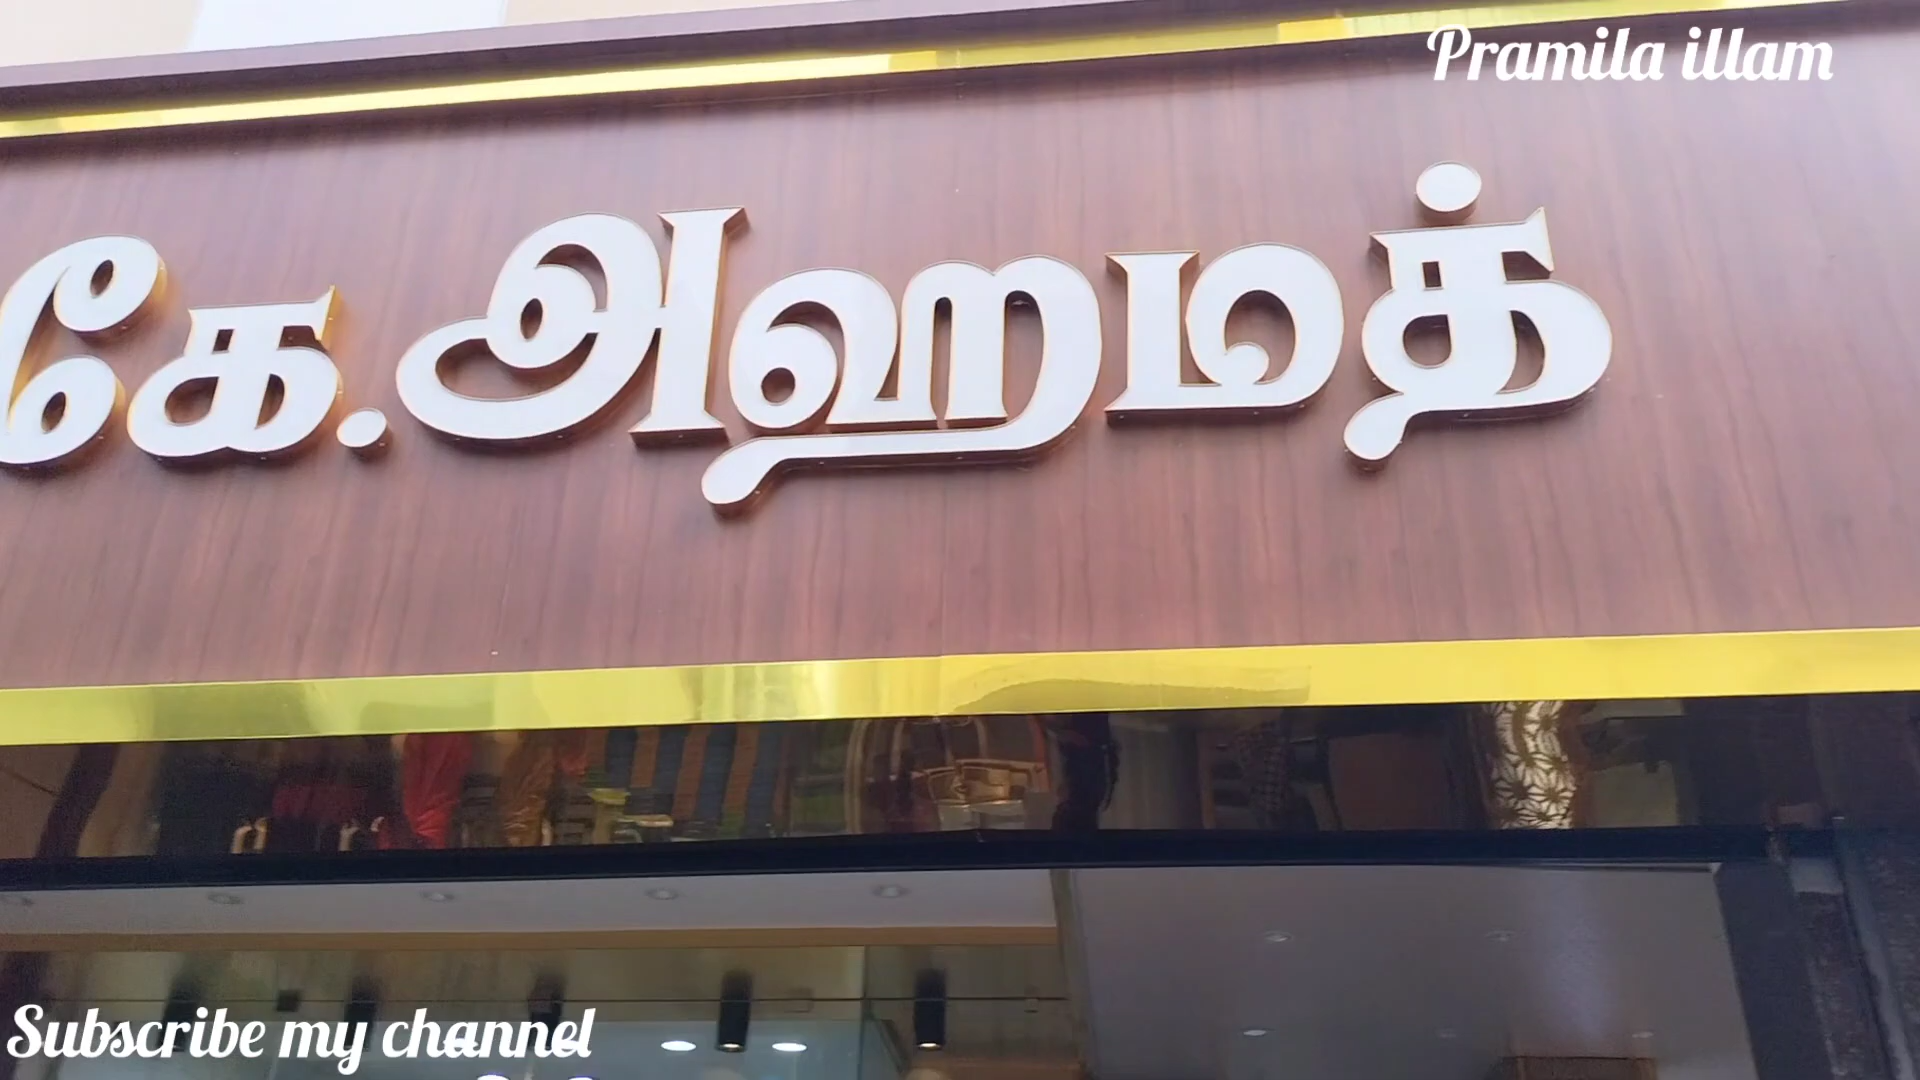 Pramila illam
கே.அஹமத்
Subscribe my channel